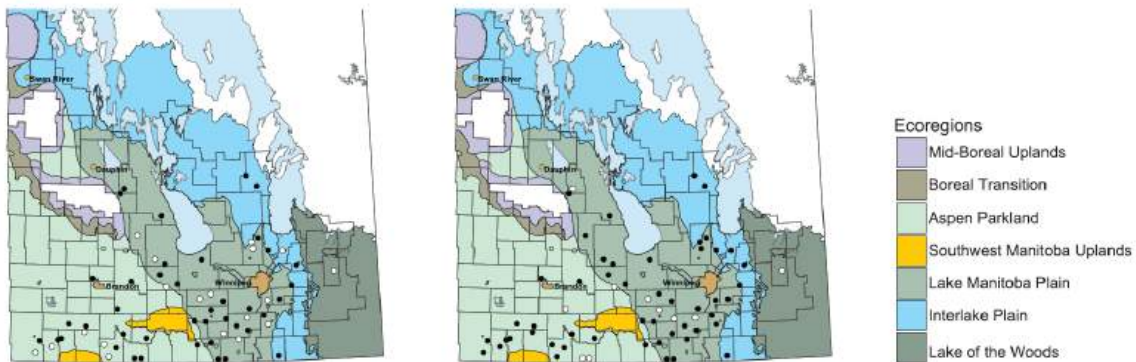 Swan River
Dauphin
Brandon
Winnipeg
Swan River
Dauphin
Brandon
Winnipeg
Ecoregions
Mid-Boreal Uplands
Boreal Transition
Aspen Parkland
Southwest Manitoba Uplands
Lake Manitoba Plain
Interlake Plain
Lake of the Woods